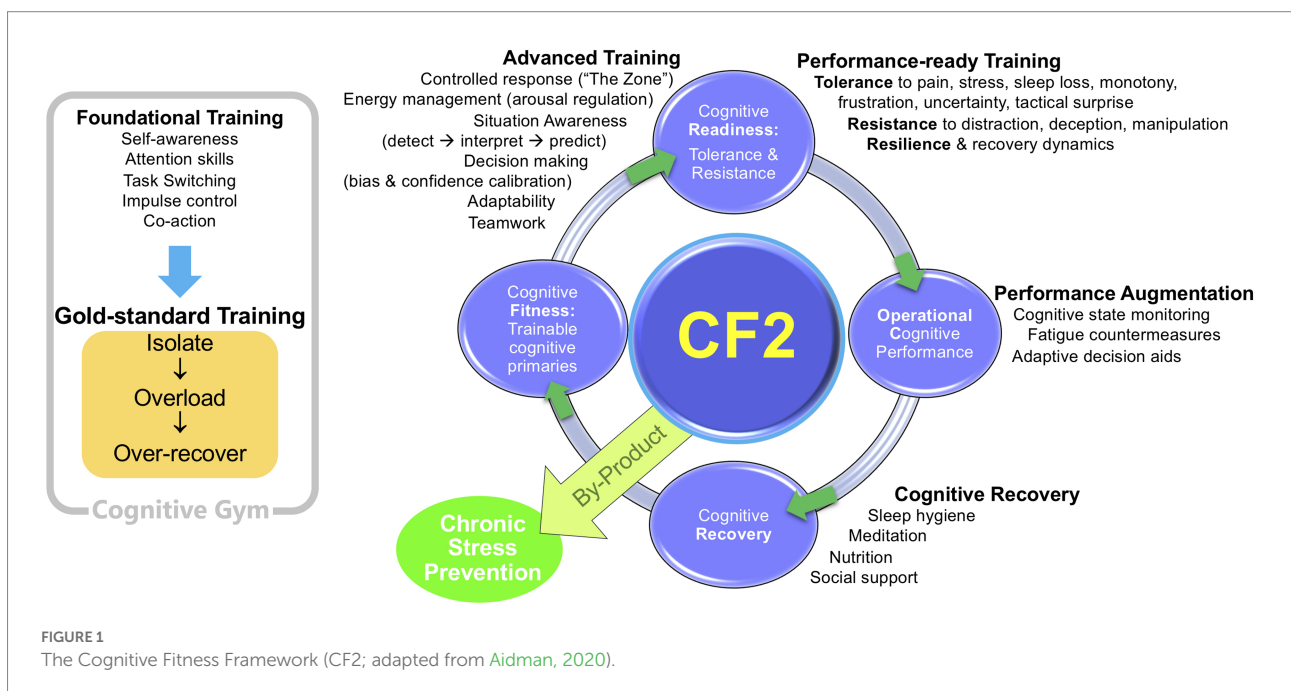 Foundational Training
Self-awareness
Attention skills
Task Switching
Impulse control
Co-action
Gold-standard Training
Isolate
↓
Overload
↓
Over-recover
Cognitive Gym
Advanced Training
Controlled response (“The Zone”)
Energy management (arousal regulation)
Situation Awareness
(detect → interpret → predict)
Decision making
(bias & confidence calibration)
Adaptability
Teamwork
Cognitive
Readiness:
Tolerance &
Resistance
Performance-ready Training
Tolerance to pain, stress, sleep loss, monotony,
frustration, uncertainty, tactical surprise
Resistance to distraction, deception, manipulation
Resilience & recovery dynamics
Cognitive
Fitness:
Trainable
cognitive
primaries
CF2
Operational
Cognitive
Performance
Performance Augmentation
Cognitive state monitoring
Fatigue countermeasures
Adaptive decision aids
By-Product
Chronic
Stress
Prevention
Cognitive
Recovery
Cognitive Recovery
Sleep hygiene
Meditation
Nutrition
Social support
FIGURE 1
The Cognitive Fitness Framework (CF2; adapted from Aidman, 2020).